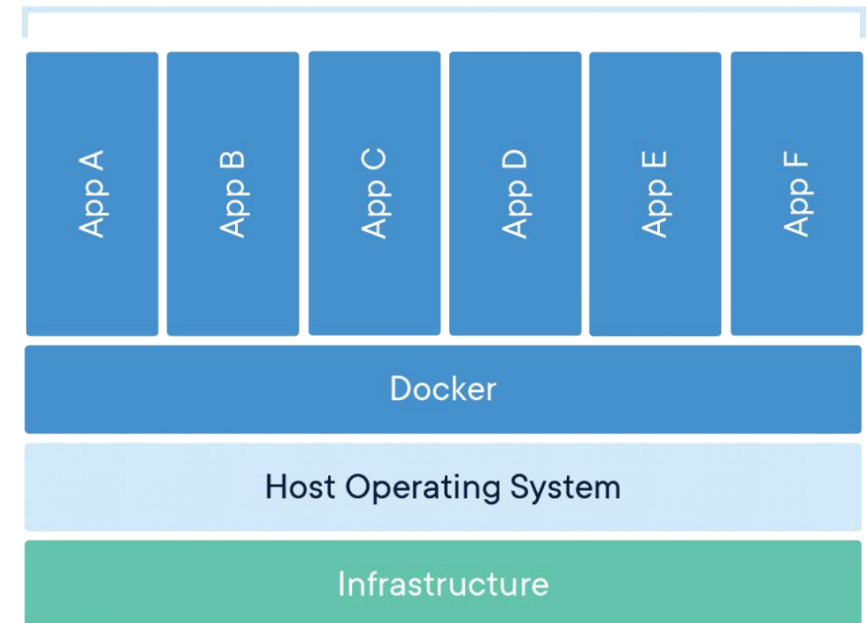 App A
App B
App C
App D
App E
App F
Docker
Host Operating System
Infrastructure